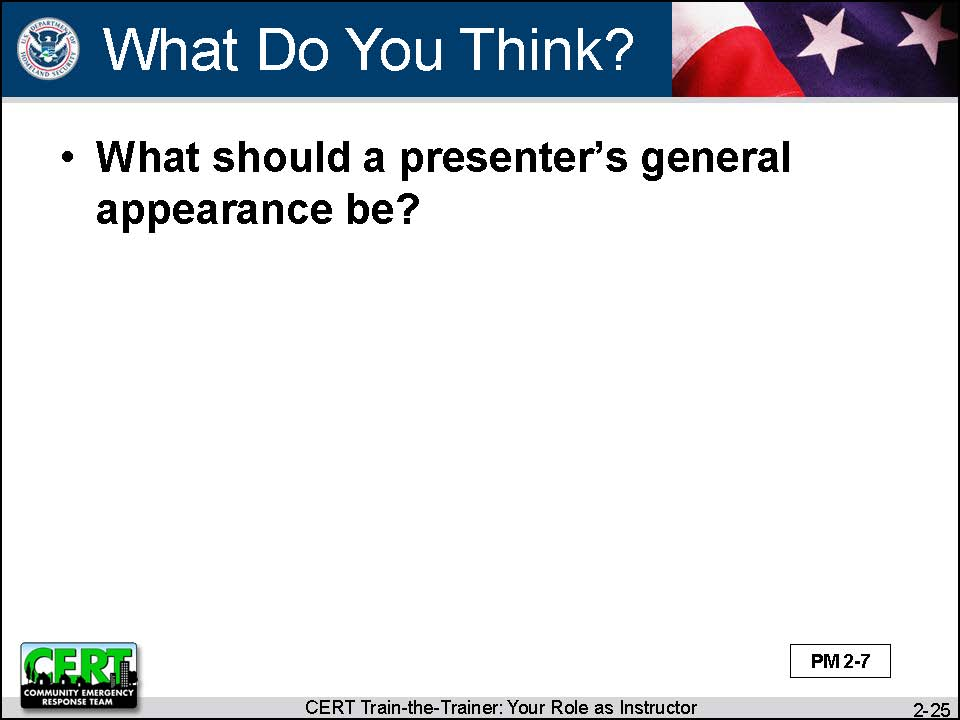 U.S. DEPARTMENT OF
HOMELAND SECURITY
What Do You Think?
• What should a presenter's general
appearance be?
CERT
COMMUNITY EMERGENCY
RESPONSE TEAM
PM 2-7
CERT Train-the-Trainer: Your Role as Instructor
2-25